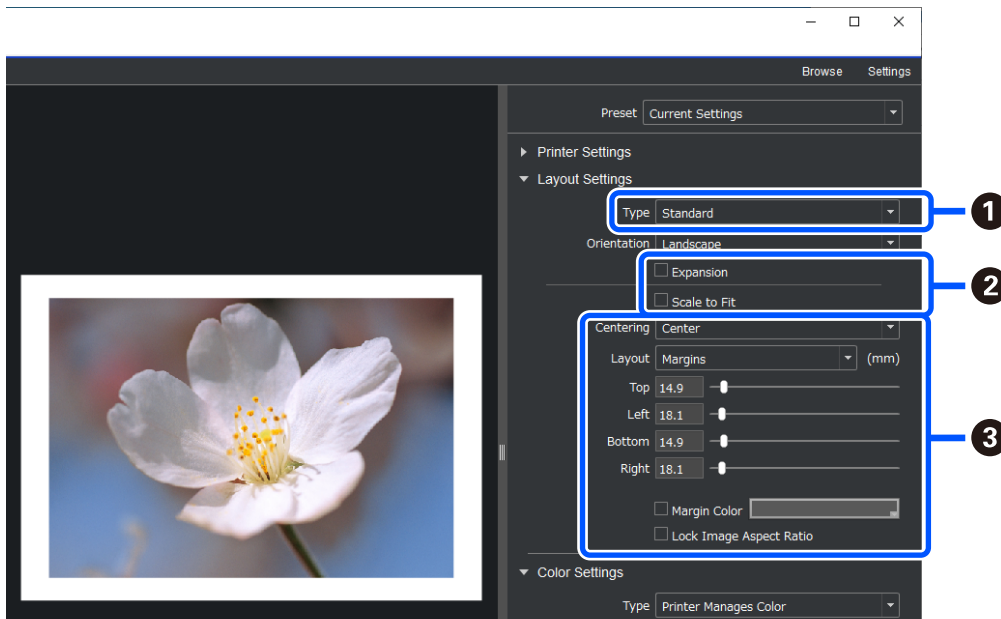 Browse Settings
Preset Current Settings
Printer Settings
Layout Settings
Type Standard
1
Orientation Landscape
Expansion
2
Scale to Fit
Centering Center
Layout Margins (mm)
Top 14.9
Left 18.1
Bottom 14.9
3
Right 18.1
Margin Color
Lock Image Aspect Ratio
Color Settings
Type Printer Manages Color